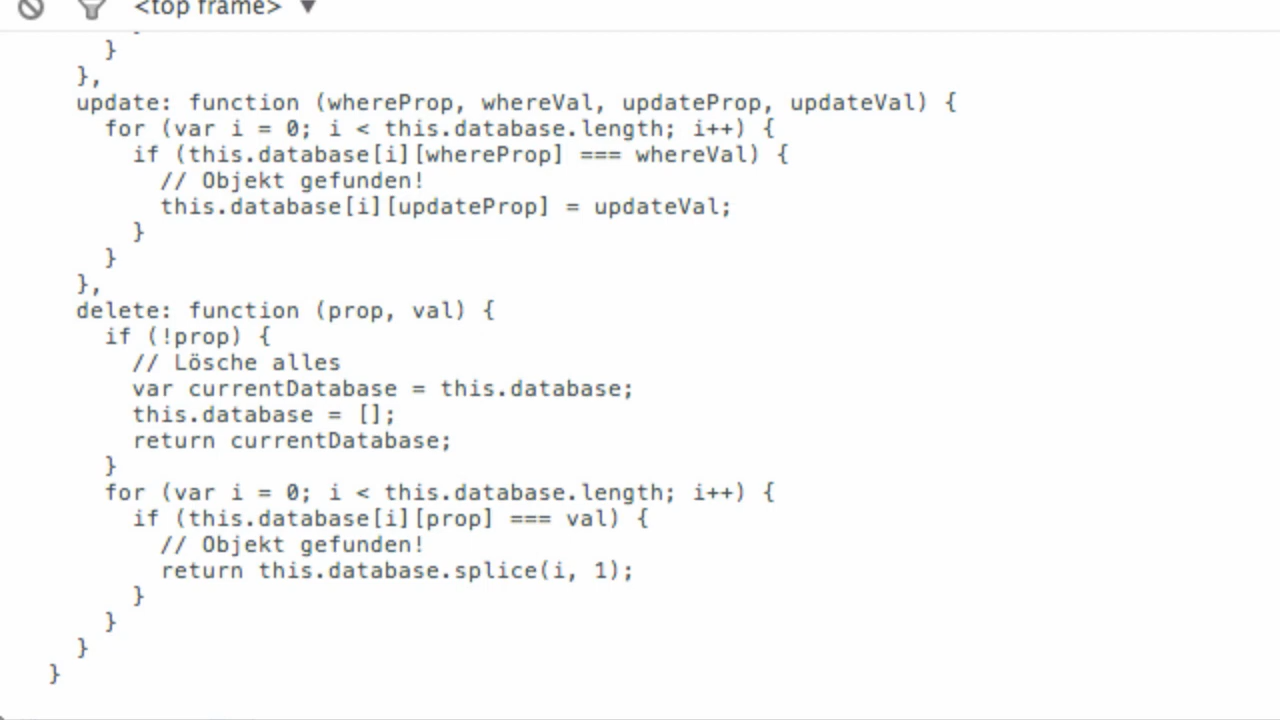 <top frame> ▼
}
},
update: function (whereProp, whereVal, updateProp, updateVal) {
for (var i = 0; i < this.database.length; i++) {
if (this.database[i][whereProp] === whereVal) {
// Objekt gefunden!
this.database[i][updateProp] = updateVal;
}
}
},
delete: function (prop, val) {
if (!prop) {
// Lösche alles
var currentDatabase = this.database;
this.database = [];
return currentDatabase;
}
for (var i = 0; i < this.database.length; i++) {
if (this.database[i][prop] === val) {
// Objekt gefunden!
return this.database.splice(i, 1);
}
}
}
}